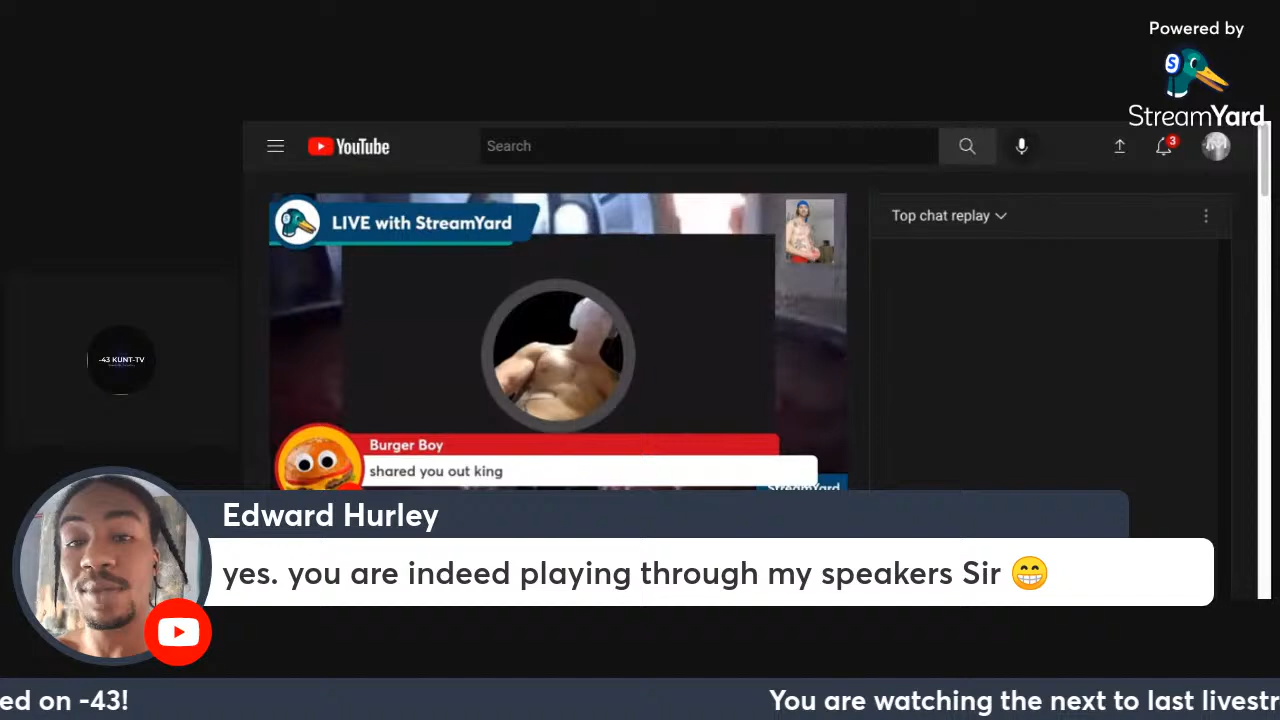 Powered by
StreamYard
YouTube
Search
3
LIVE with StreamYard
Top chat replay
-43 KUNT-TV
Burger Boy
shared you out king
StreamYard
Edward Hurley
yes. you are indeed playing through my speakers Sir 😁
ed on -43!
You are watching the next to last livestr